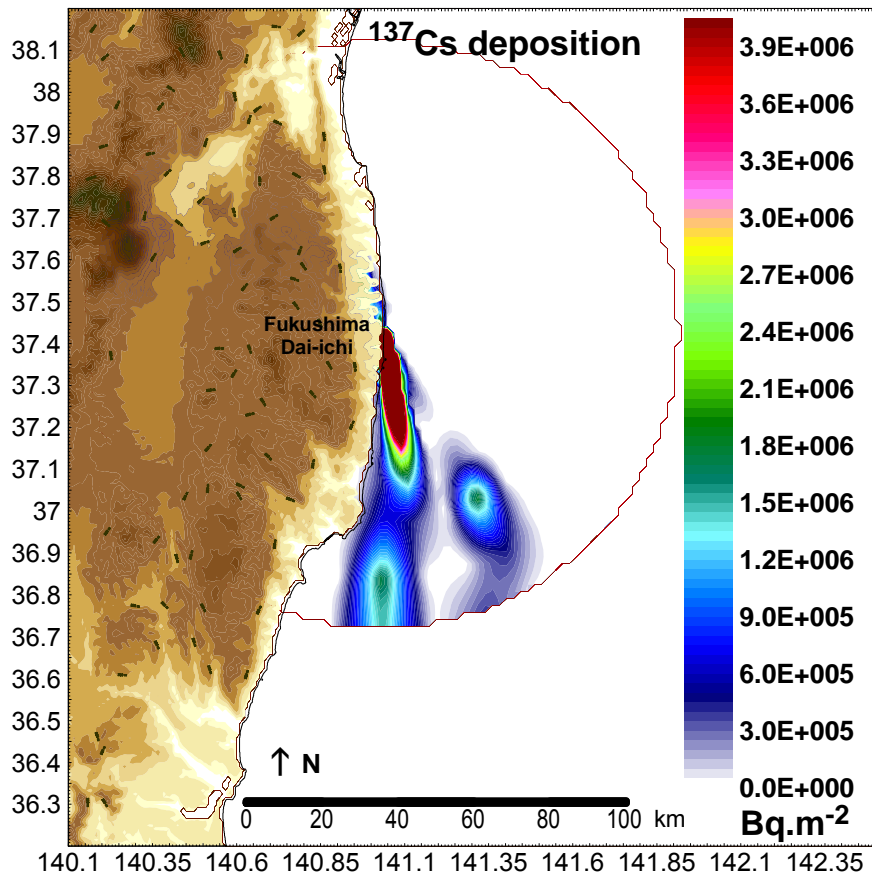 ¹³⁷Cs deposition
38.1
38
37.9
37.8
37.7
37.6
37.5
37.4
37.3
37.2
37.1
37
36.9
36.8
36.7
36.6
36.5
36.4
36.3
Fukushima
Dai-ichi
↑ N
0 20 40 60 80 100 km
3.9E+006
3.6E+006
3.3E+006
3.0E+006
2.7E+006
2.4E+006
2.1E+006
1.8E+006
1.5E+006
1.2E+006
9.0E+005
6.0E+005
3.0E+005
0.0E+000
Bq.m⁻²
140.1 140.35 140.6 140.85 141.1 141.35 141.6 141.85 142.1 142.35